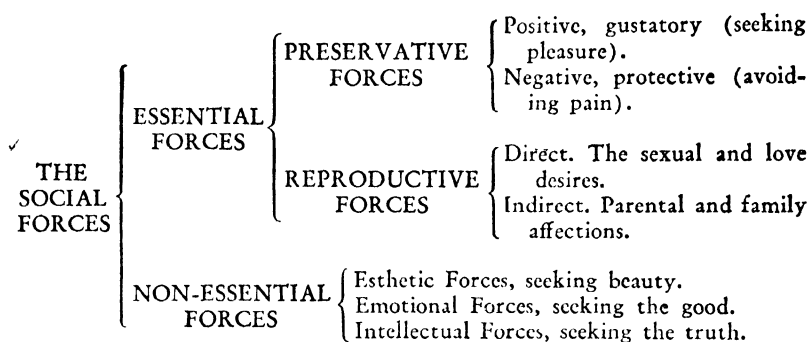 THE
SOCIAL
FORCES
ESSENTIAL
FORCES
PRESERVATIVE
FORCES
Positive, gustatory (seeking
pleasure).
Negative, protective (avoid-
ing pain).
REPRODUCTIVE
FORCES
Direct. The sexual and love
desires.
Indirect. Parental and family
affections.
NON-ESSENTIAL
FORCES
Esthetic Forces, seeking beauty.
Emotional Forces, seeking the good.
Intellectual Forces, seeking the truth.